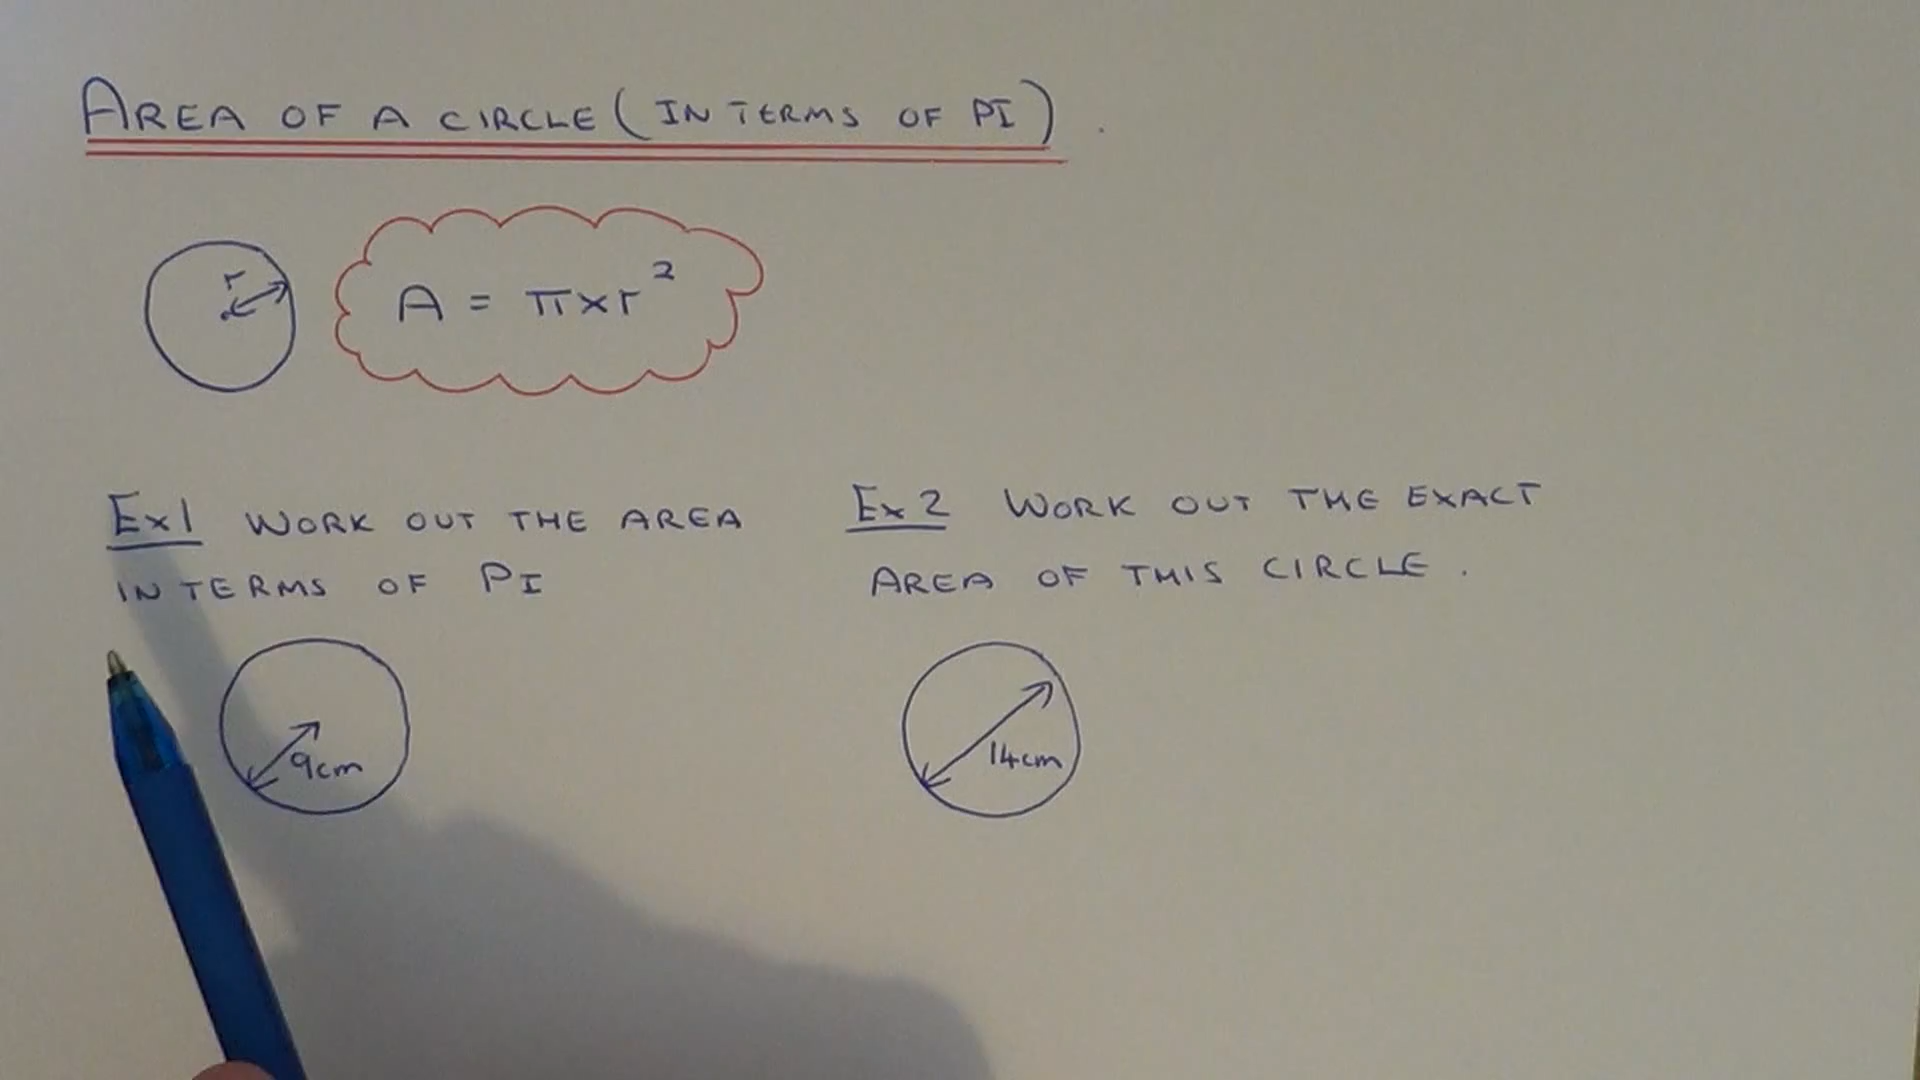 AREA OF A CIRCLE (IN TERMS OF PI)
r
A = π × r²
Ex1 WORK OUT THE AREA
IN TERMS OF PI
9cm
Ex2 WORK OUT THE EXACT
AREA OF THIS CIRCLE.
14cm